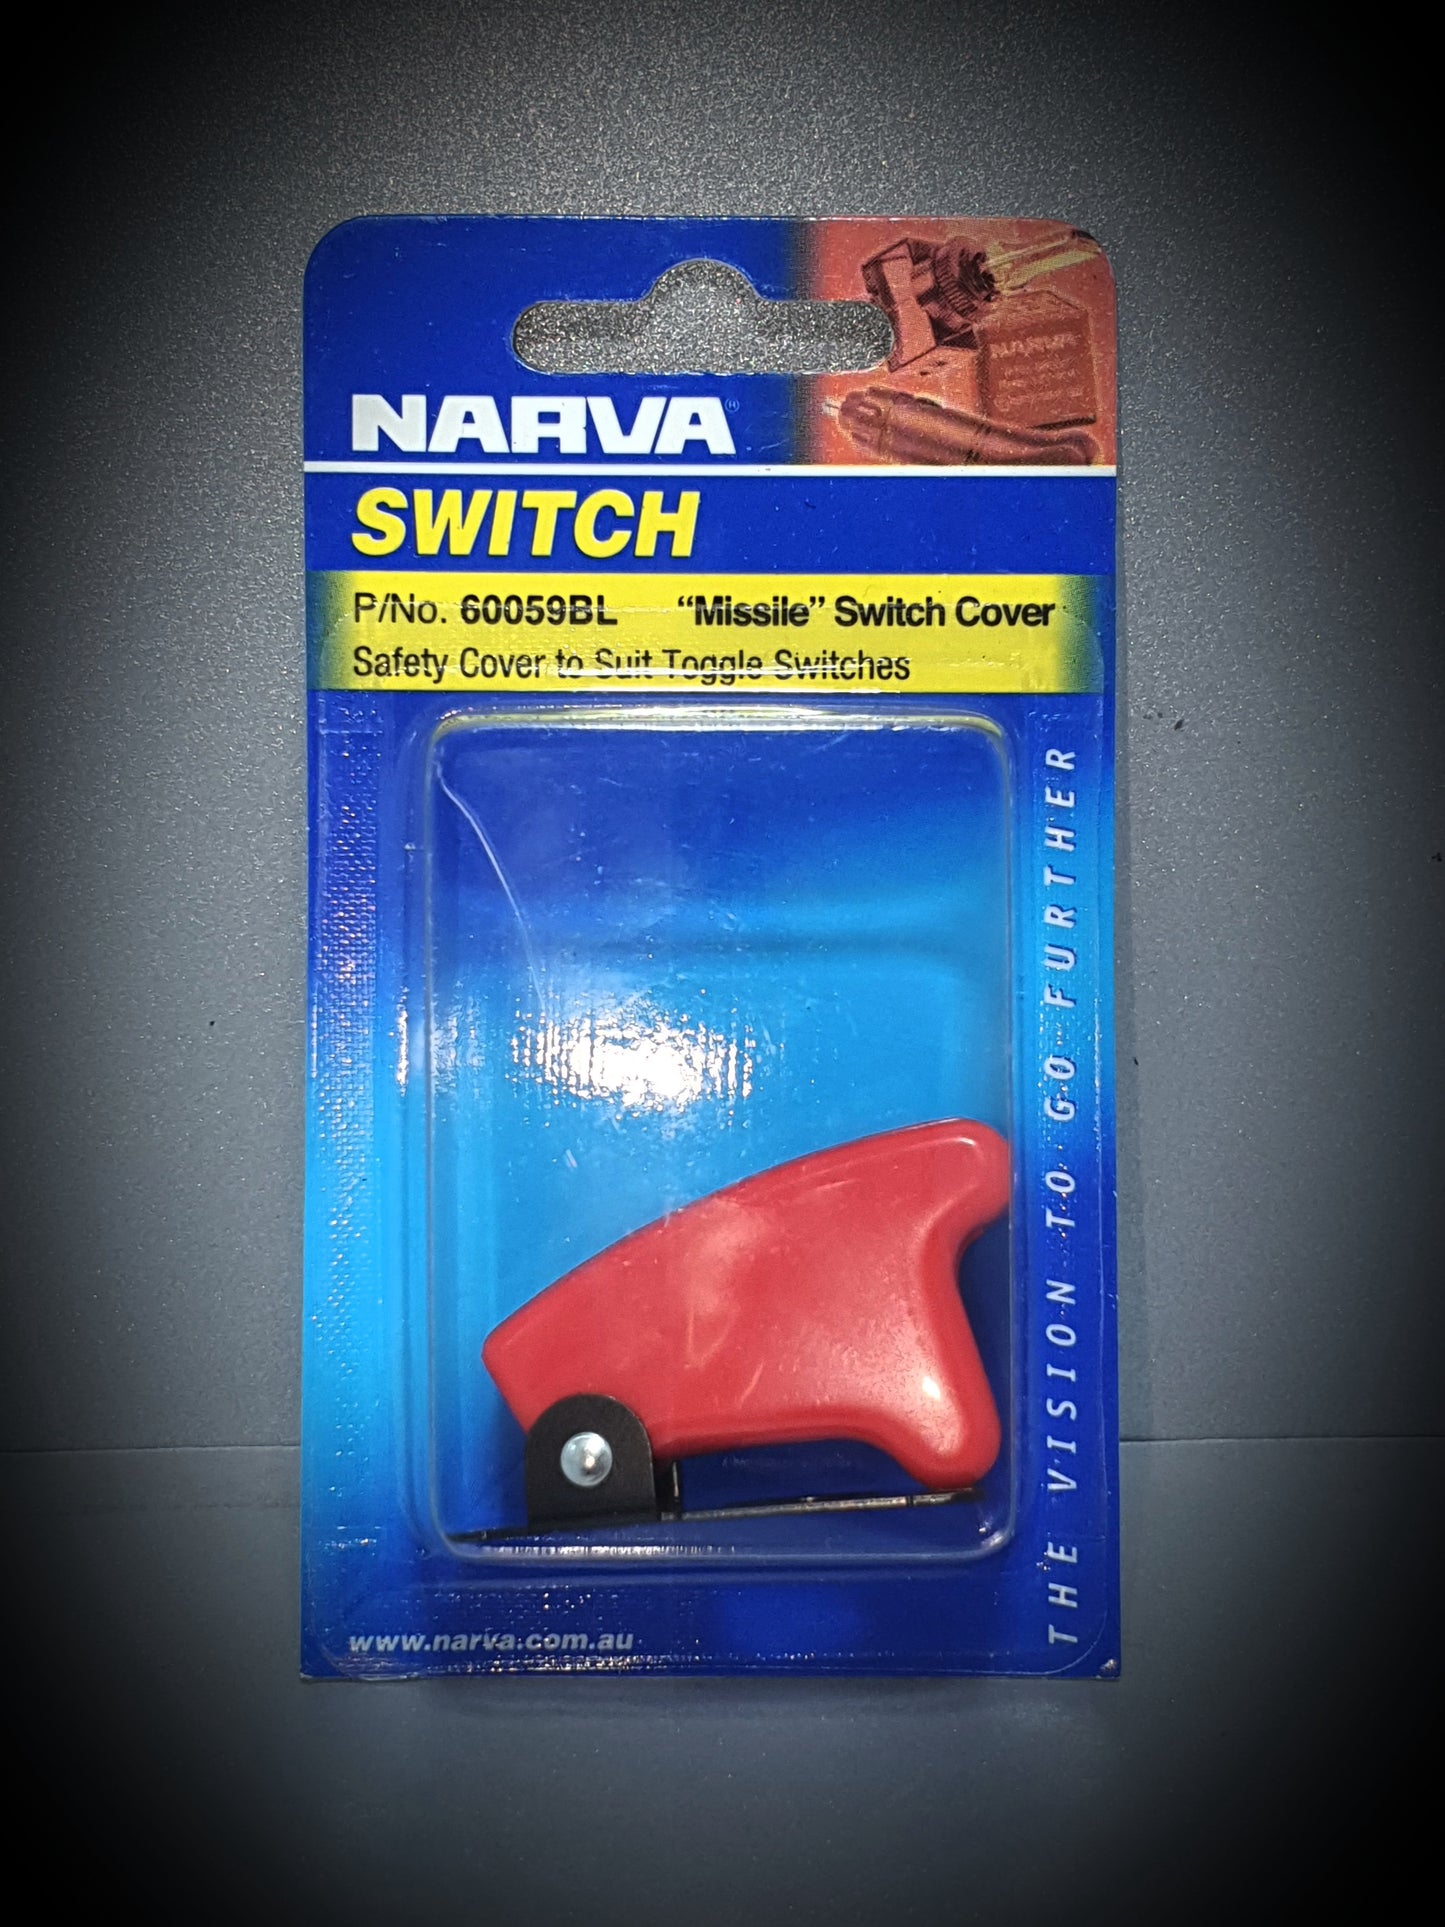 NARVA®
NARVA
SWITCH
P/No. 60059BL "Missile" Switch Cover
Safety Cover to Suit Toggle Switches
THE VISION TO GO FURTHER
www.narva.com.au